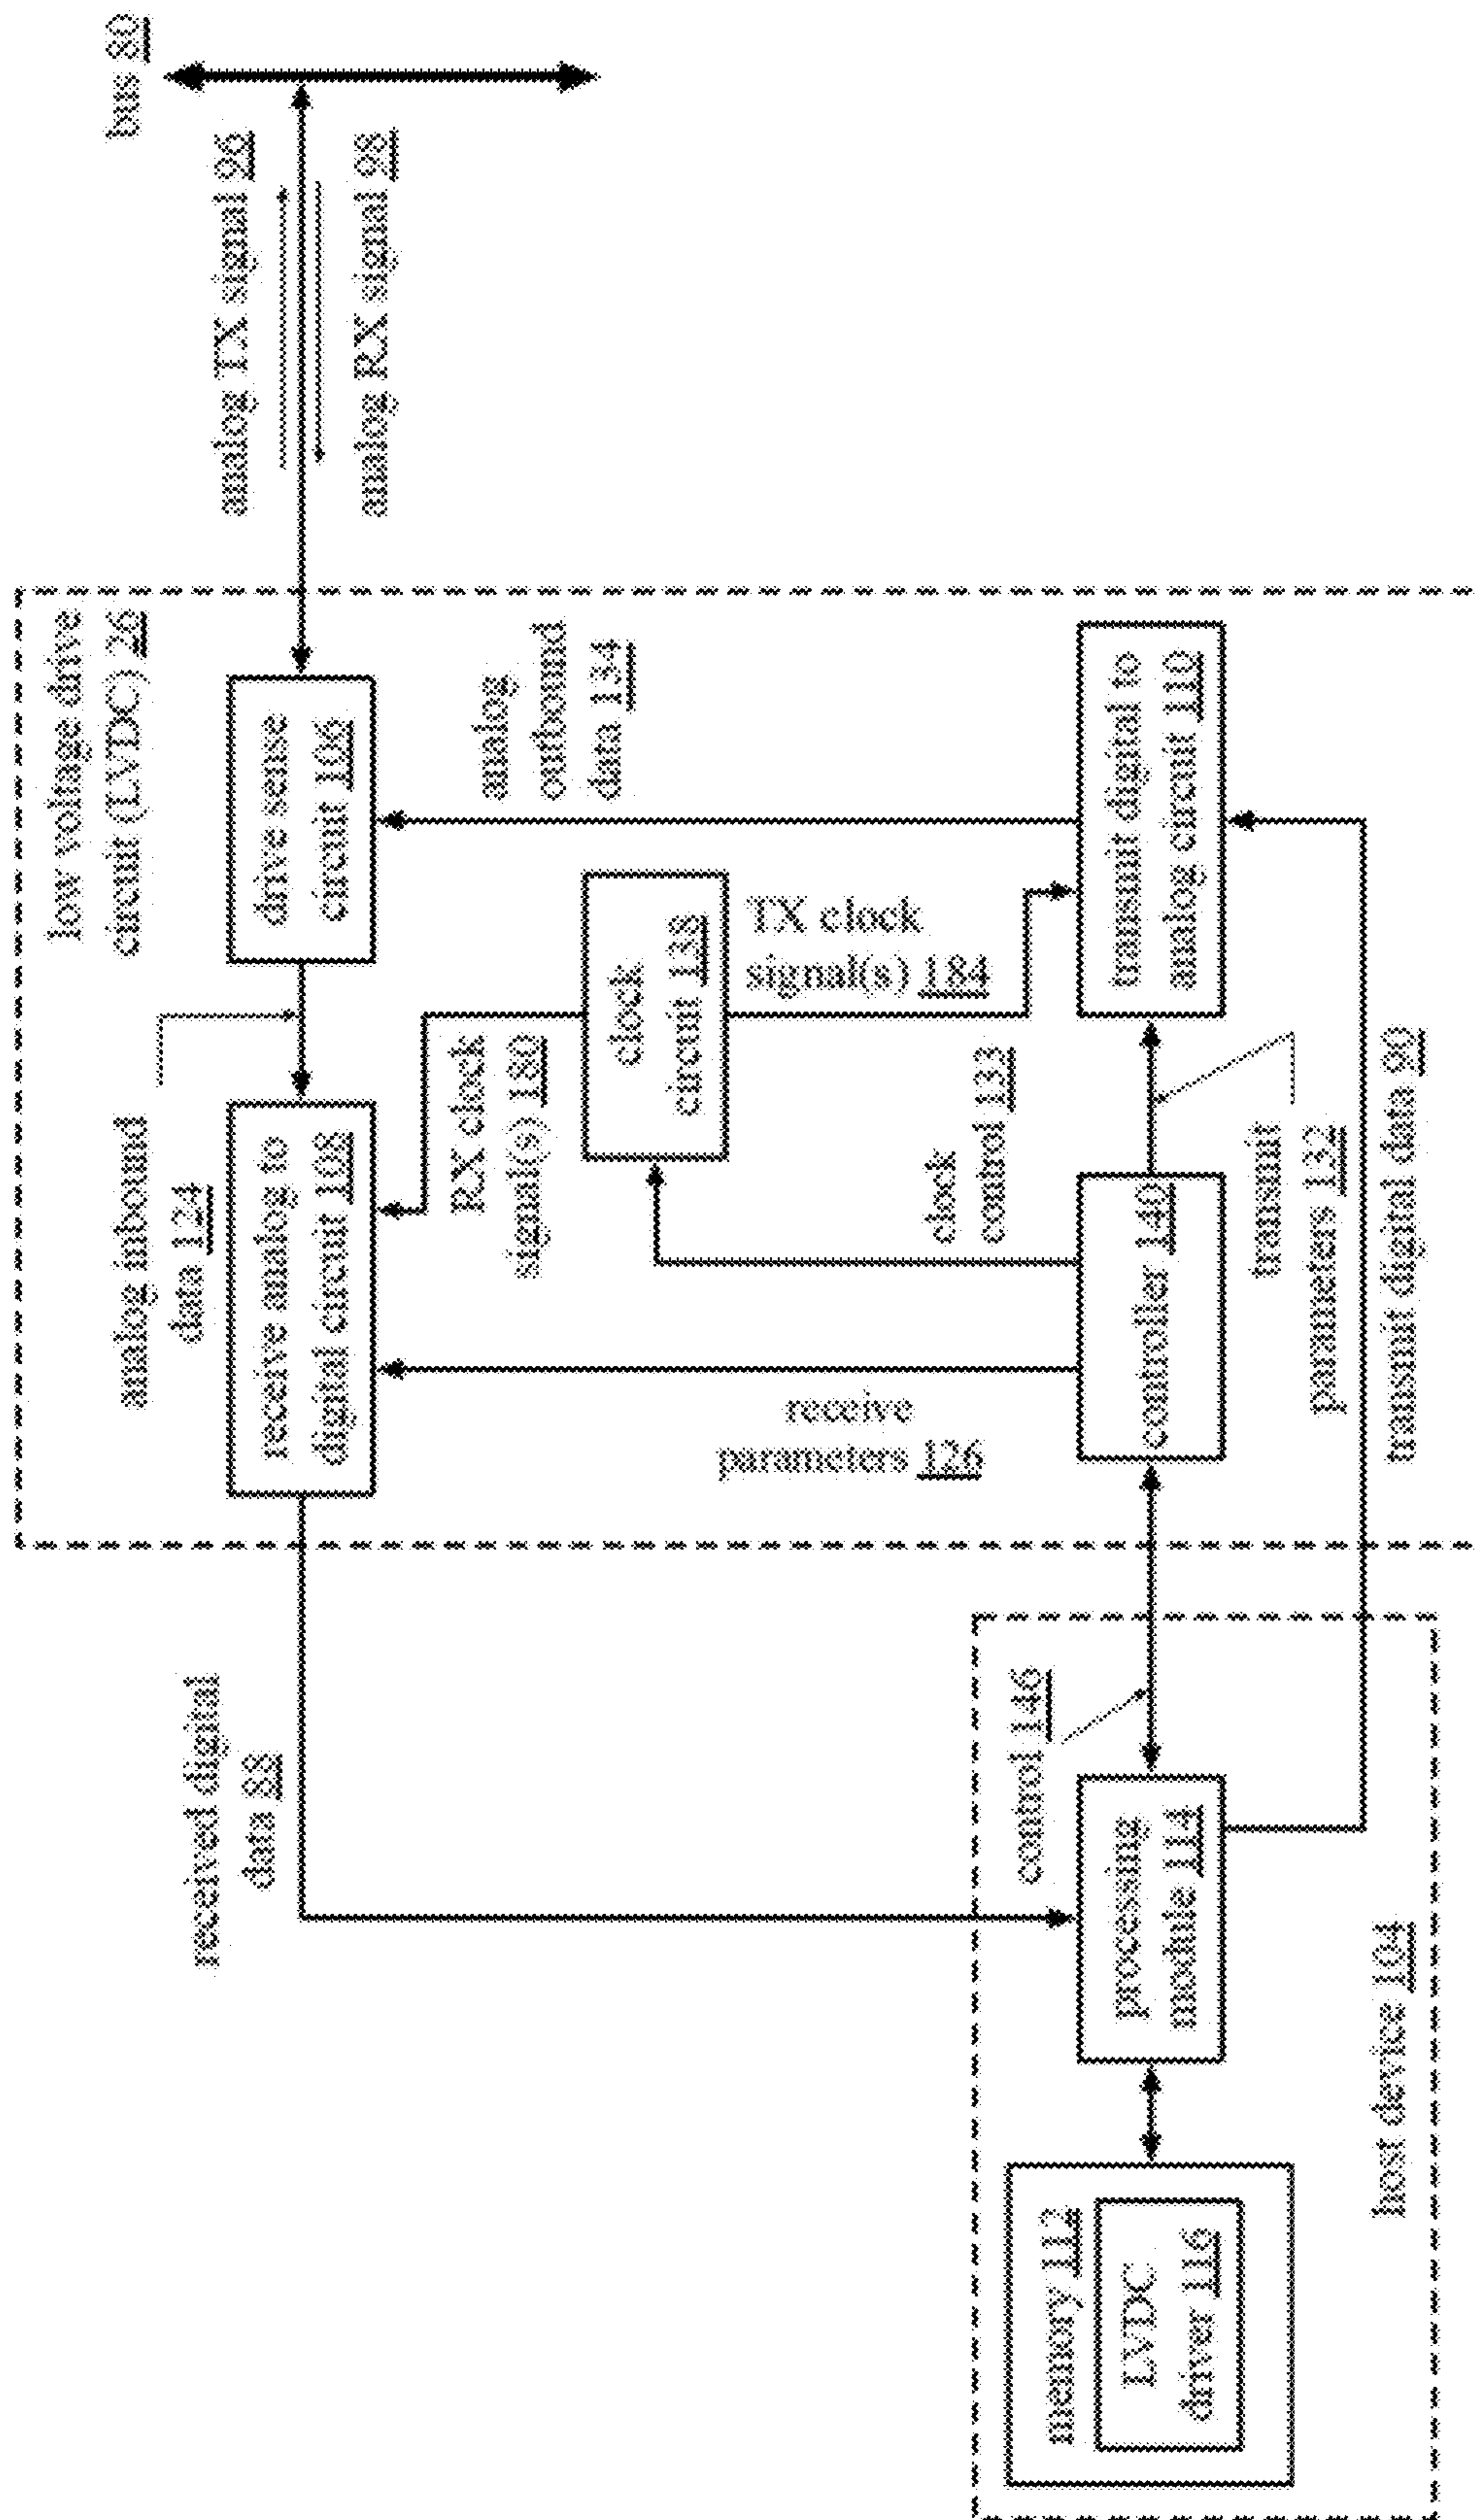 bus 80
analog TX signal 96
analog RX signal 98
low voltage drive
circuit (LVDC) 26
drive sense
circuit 106
analog
outbound
data 134
transmit digital to
analog circuit 110
analog inbound
data 124
receive analog to
digital circuit 108
RX clock
signal(s) 180
clock
circuit 138
TX clock
signal(s) 184
clock
control 133
receive
parameters 126
controller 140
transmit
parameters 132
transmit digital data 90
received digital
data 88
control 146
processing
module 114
memory 112
LVDC
driver 116
host device 104